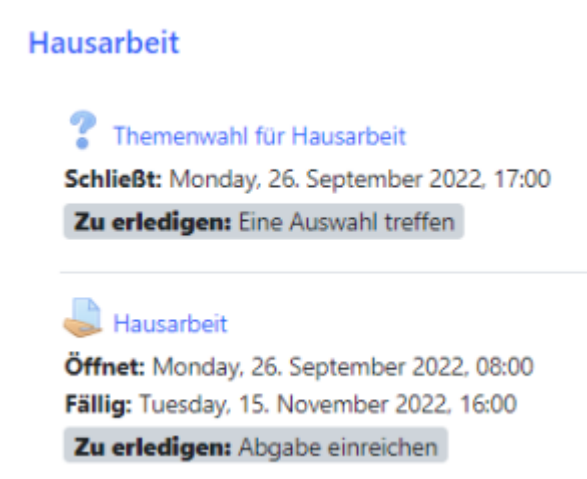 Hausarbeit
Themenwahl für Hausarbeit
Schließt: Monday, 26. September 2022, 17:00
Zu erledigen: Eine Auswahl treffen
Hausarbeit
Öffnet: Monday, 26. September 2022, 08:00
Fällig: Tuesday, 15. November 2022, 16:00
Zu erledigen: Abgabe einreichen